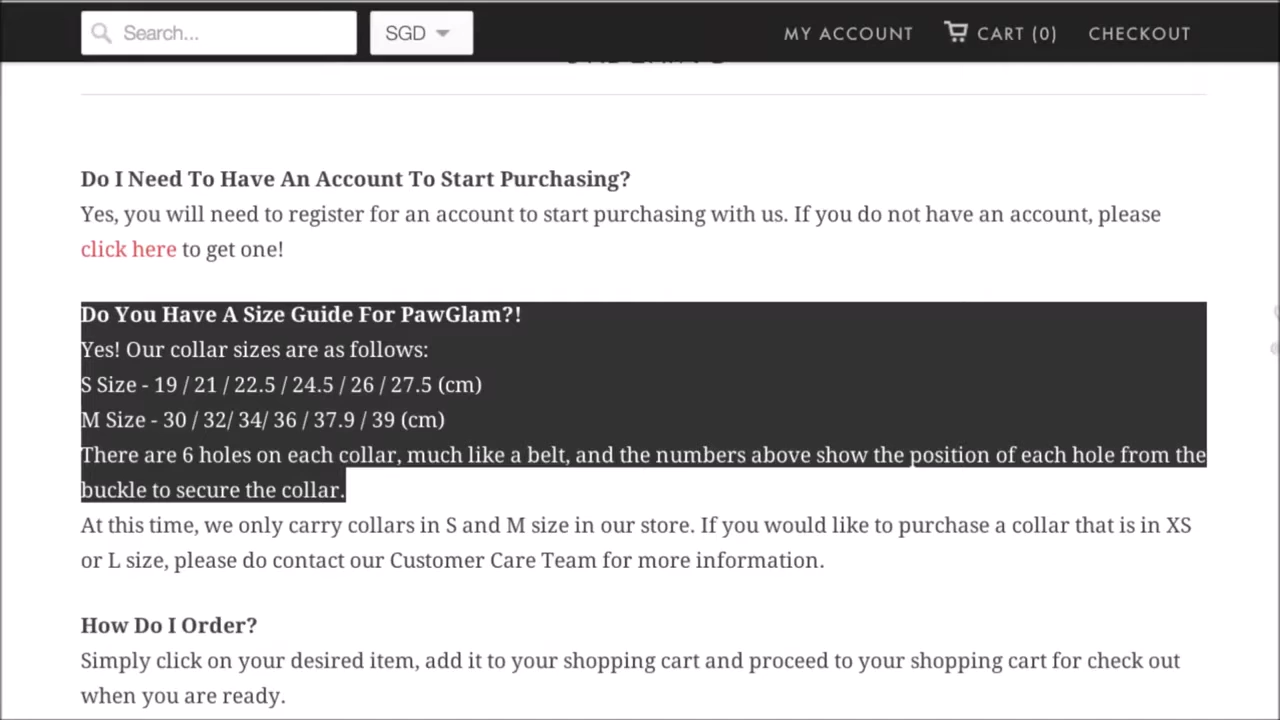 Search...
SGD
MY ACCOUNT
CART (0)
CHECKOUT
Do I Need To Have An Account To Start Purchasing?
Yes, you will need to register for an account to start purchasing with us. If you do not have an account, please
click here to get one!
Do You Have A Size Guide For PawGlam?!
Yes! Our collar sizes are as follows:
S Size - 19 / 21 / 22.5 / 24.5 / 26 / 27.5 (cm)
M Size - 30 / 32/ 34/ 36 / 37.9 / 39 (cm)
There are 6 holes on each collar, much like a belt, and the numbers above show the position of each hole from the
buckle to secure the collar.
At this time, we only carry collars in S and M size in our store. If you would like to purchase a collar that is in XS
or L size, please do contact our Customer Care Team for more information.
How Do I Order?
Simply click on your desired item, add it to your shopping cart and proceed to your shopping cart for check out
when you are ready.